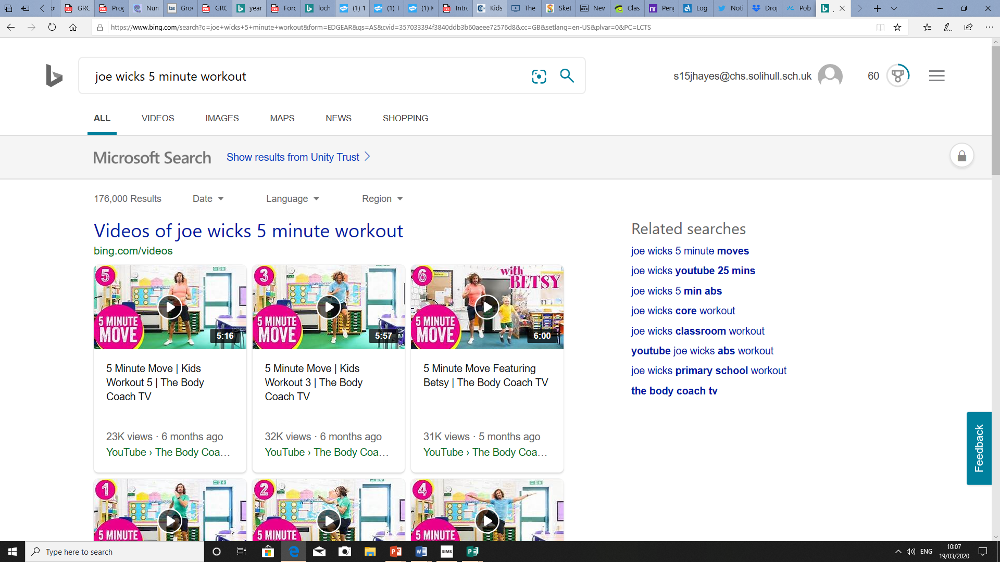 GRC
Prog
Nun
tes
Grov
GRC
year
Forc
loch
(1) 1
(1) T
(1) K
Intro
Kids
The
Sket
New
Clas
nr
Peng
Log
Noti
Drop
Pob
https://www.bing.com/search?q=joe+wicks+5+minute+workout&form=EDGEAR&qs=AS&cvid=357033394f3840ddb3b60aeee72576d8&cc=GB&setlang=en-US&plvar=0&PC=LCTS
joe wicks 5 minute workout
s15jhayes@chs.solihull.sch.uk
60
ALL
VIDEOS
IMAGES
MAPS
NEWS
SHOPPING
Microsoft Search
Show results from Unity Trust
176,000 Results
Date
Language
Region
Videos of joe wicks 5 minute workout
bing.com/videos
5
5 MINUTE
MOVE
5:16
5 Minute Move | Kids
Workout 5 | The Body
Coach TV
23K views · 6 months ago
YouTube › The Body Coa…
3
5 MINUTE
MOVE
5:57
5 Minute Move | Kids
Workout 3 | The Body
Coach TV
32K views · 6 months ago
YouTube › The Body Coa…
6
with
BETSY
5 MINUTE
MOVE
6:00
5 Minute Move Featuring
Betsy | The Body Coach TV
31K views · 5 months ago
YouTube › The Body Coa…
1
5 MINUTE
2
5 MINUTE
4
5 MINUTE
Related searches
joe wicks 5 minute moves
joe wicks youtube 25 mins
joe wicks 5 min abs
joe wicks core workout
joe wicks classroom workout
youtube joe wicks abs workout
joe wicks primary school workout
the body coach tv
Feedback
Type here to search
SIMS
ENG
10:07
19/03/2020